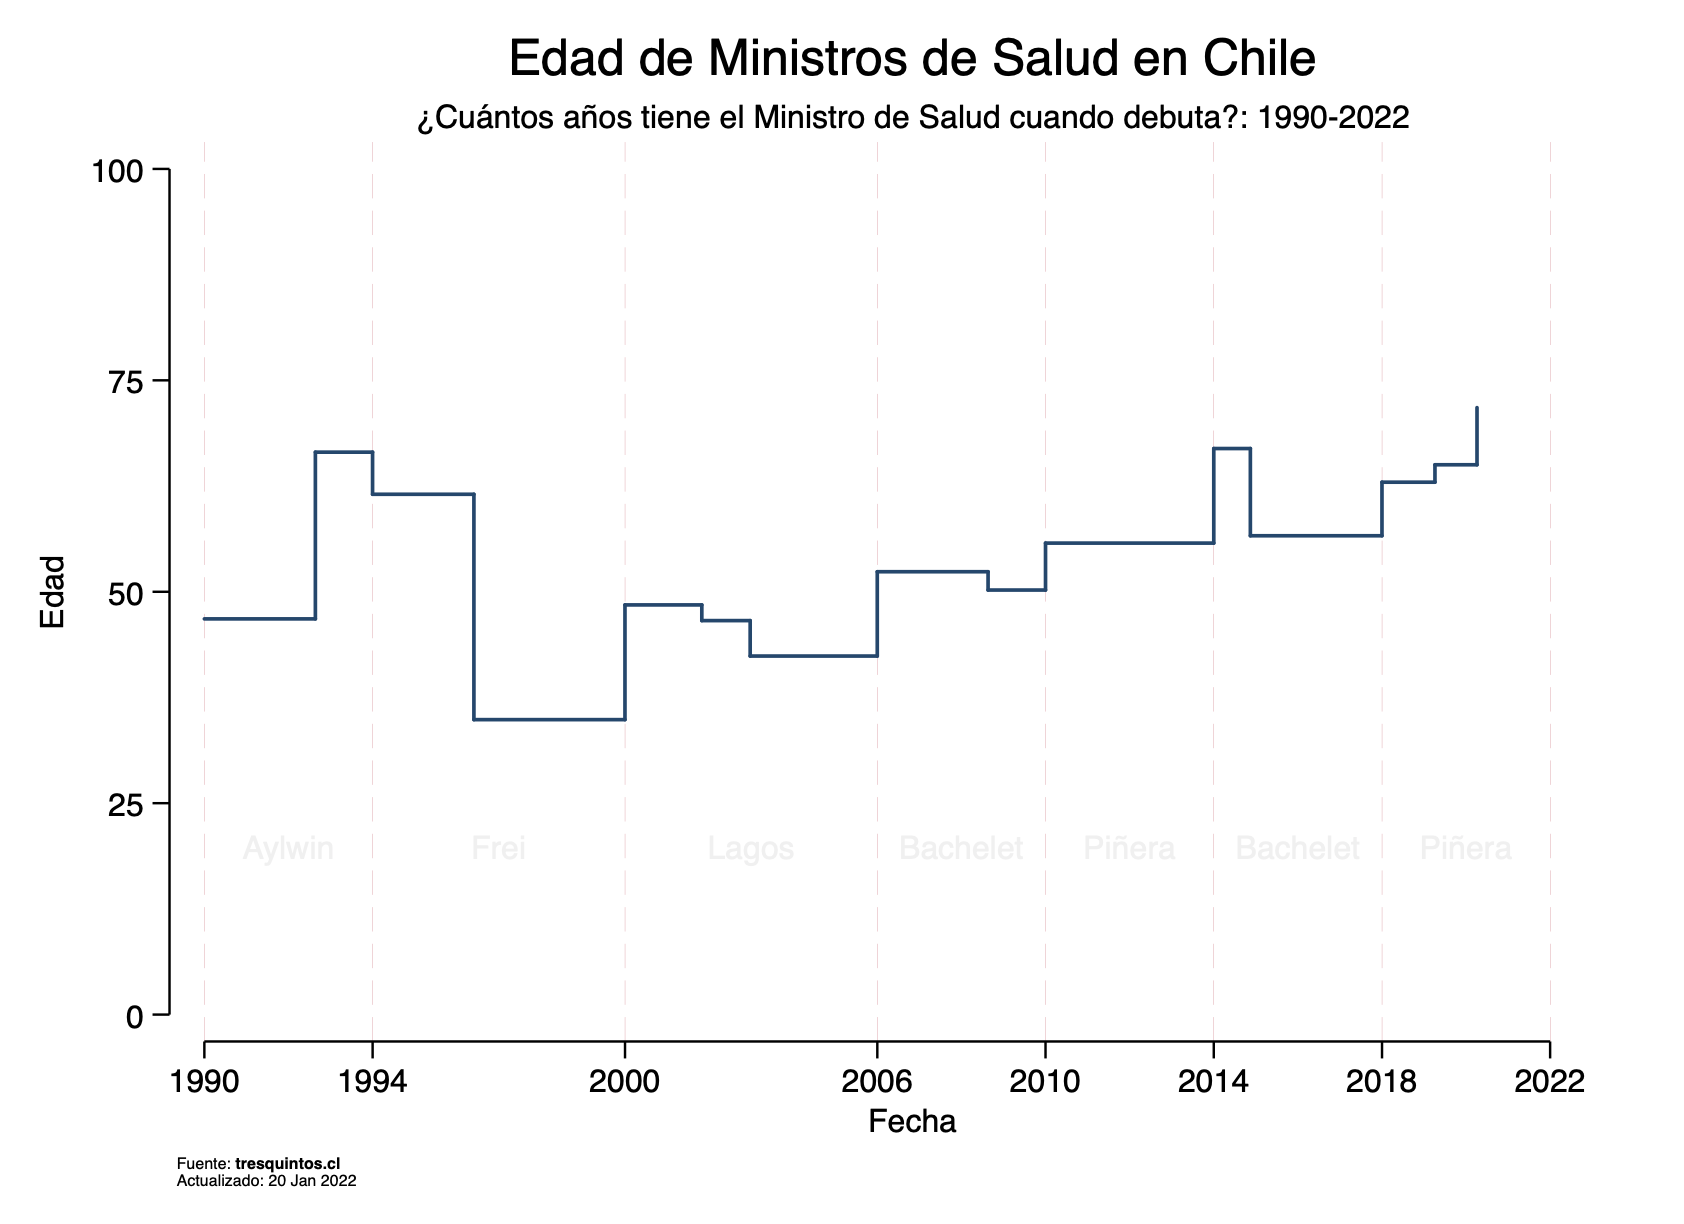 Edad de Ministros de Salud en Chile
¿Cuántos años tiene el Ministro de Salud cuando debuta?: 1990-2022
100
75
50
25
0
Edad
Aylwin Frei Lagos Bachelet Piñera Bachelet Piñera
1990 1994 2000 2006 2010 2014 2018 2022
Fecha
Fuente: tresquintos.cl
Actualizado: 20 Jan 2022